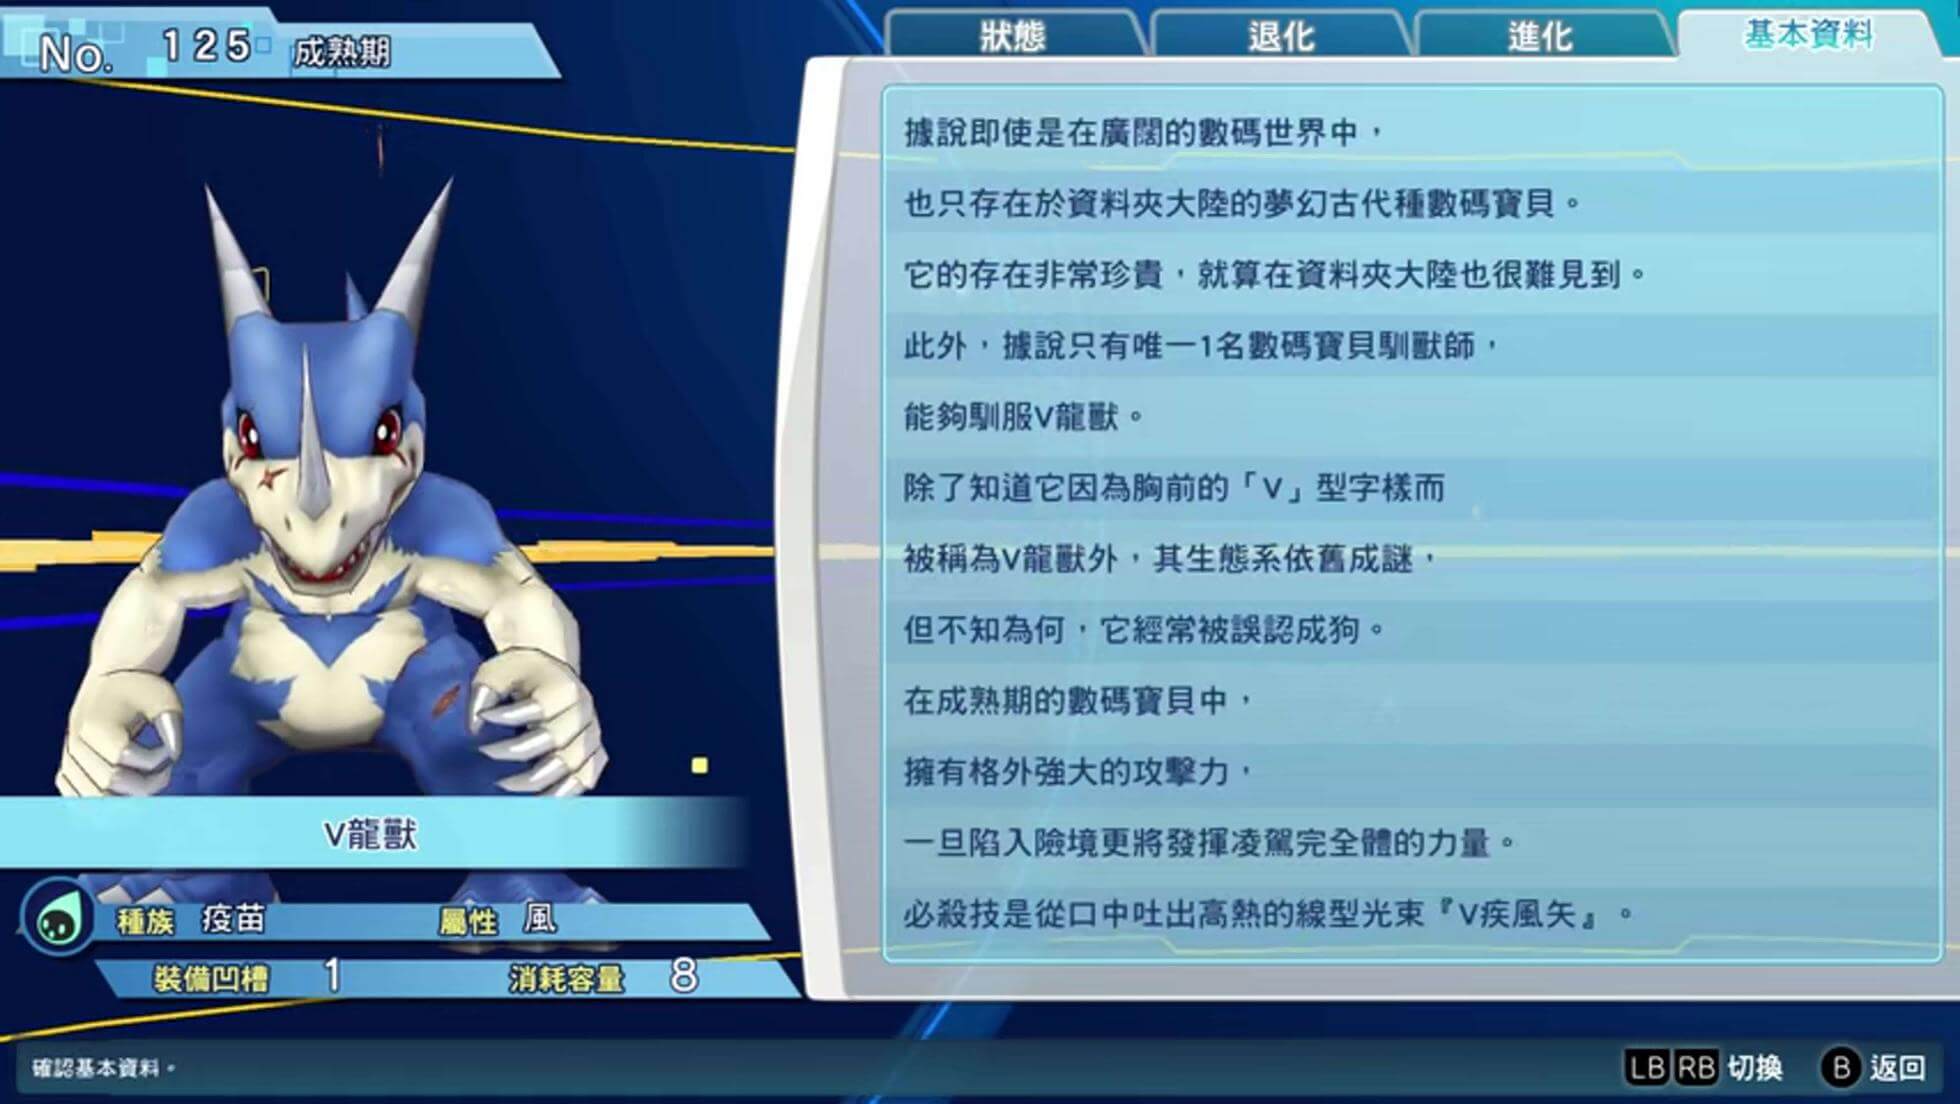 No. 125 成熟期
狀態 退化 進化 基本資料
據說即使是在廣闊的數碼世界中，
也只存在於資料夾大陸的夢幻古代種數碼寶貝。
它的存在非常珍貴，就算在資料夾大陸也很難見到。
此外，據說只有唯一1名數碼寶貝馴獸師，
能夠馴服V龍獸。
除了知道它因為胸前的「V」型字樣而
被稱為V龍獸外，其生態系依舊成謎，
但不知為何，它經常被誤認成狗。
在成熟期的數碼寶貝中，
擁有格外強大的攻擊力，
一旦陷入險境更將發揮凌駕完全體的力量。
必殺技是從口中吐出高熱的線型光束『V疾風矢』。
V龍獸
種族 疫苗 屬性 風
裝備凹槽 1 消耗容量 8
確認基本資料。
LB RB 切換 B 返回